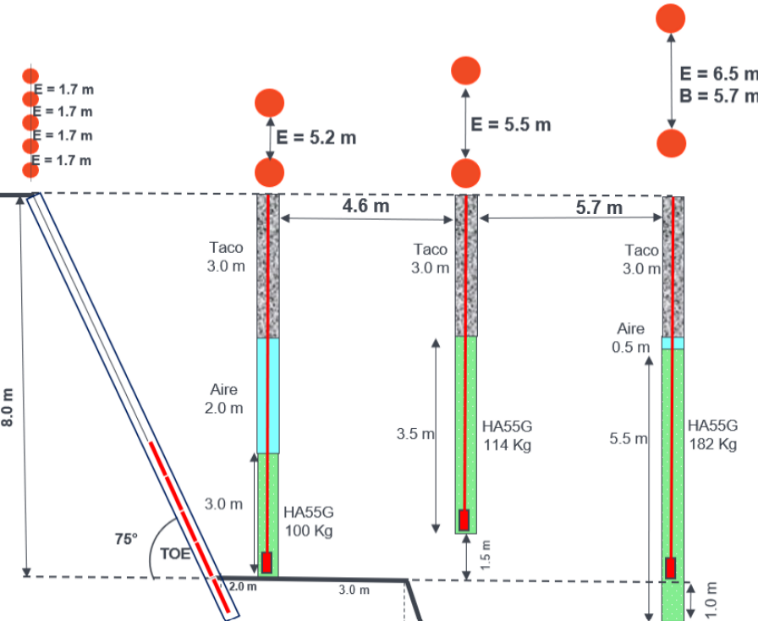 E = 1.7 m
E = 1.7 m
E = 1.7 m
E = 1.7 m
E = 5.2 m
E = 5.5 m
E = 6.5 m
B = 5.7 m
4.6 m
5.7 m
Taco
3.0 m
Taco
3.0 m
Taco
3.0 m
Aire
0.5 m
8.0 m
Aire
2.0 m
3.5 m
HA55G
114 Kg
5.5 m
HA55G
182 Kg
3.0 m
HA55G
100 Kg
75°
TOE
1.5 m
2.0 m
3.0 m
1.0 m